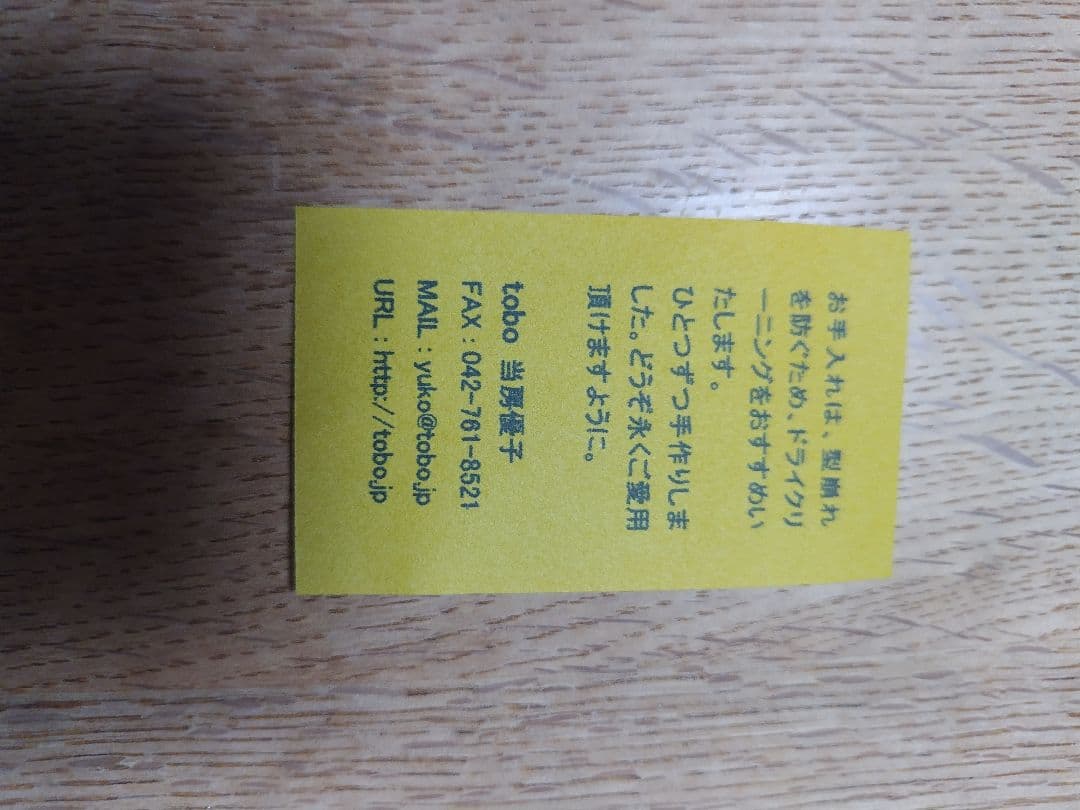 お手入れは、型崩れ
を防ぐため、ドライクリ
ーニングをおすすめい
たします。
ひとつずつ手作りしま
した。どうぞ永くご愛用
頂けますように。
tobo 当房優子
FAX：042-761-8521
MAIL：yuko@tobo.jp
URL：http://tobo.jp